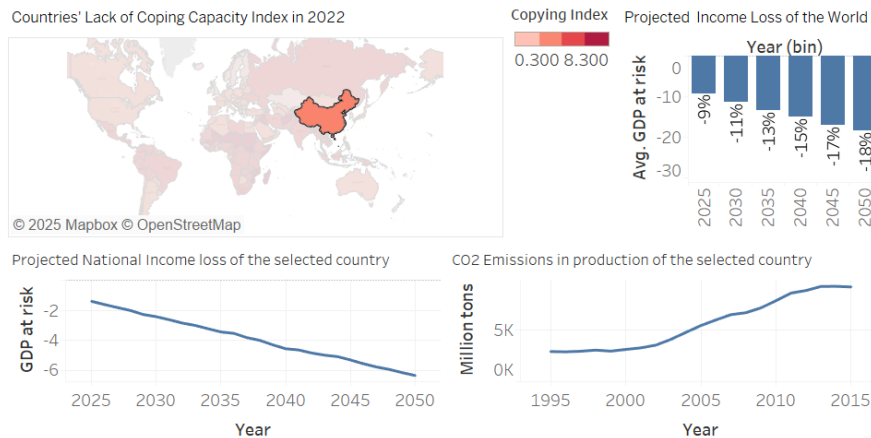 Countries' Lack of Coping Capacity Index in 2022
© 2025 Mapbox © OpenStreetMap
Copying Index
0.300 8.300
Projected Income Loss of the World
Year (bin)
Avg. GDP at risk
0
-10
-20
-30
-9%
-11%
-13%
-15%
-17%
-18%
2025
2030
2035
2040
2045
2050
Projected National Income loss of the selected country
GDP at risk
-2
-4
-6
2025 2030 2035 2040 2045 2050
Year
CO2 Emissions in production of the selected country
Million tons
5K
0K
1995 2000 2005 2010 2015
Year